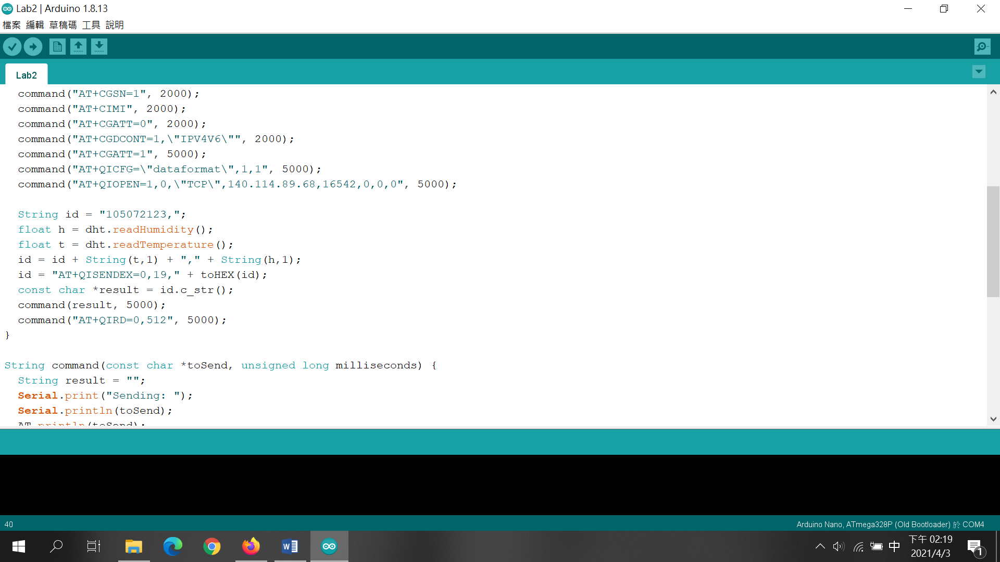 Lab2 | Arduino 1.8.13
檔案 編輯 草稿碼 工具 說明
Lab2
command("AT+CGSN=1", 2000);
command("AT+CIMI", 2000);
command("AT+CGATT=0", 2000);
command("AT+CGDCONT=1,\"IPV4V6\"", 2000);
command("AT+CGATT=1", 5000);
command("AT+QICFG=\"dataformat\",1,1", 5000);
command("AT+QIOPEN=1,0,\"TCP\",140.114.89.68,16542,0,0,0", 5000);
String id = "105072123,";
float h = dht.readHumidity();
float t = dht.readTemperature();
id = id + String(t,1) + "," + String(h,1);
id = "AT+QISENDEX=0,19," + toHEX(id);
const char *result = id.c_str();
command(result, 5000);
command("AT+QIRD=0,512", 5000);
}
String command(const char *toSend, unsigned long milliseconds) {
String result = "";
Serial.print("Sending: ");
Serial.println(toSend);
AT.println(toSend);
40
Arduino Nano, ATmega328P (Old Bootloader) 於 COM4
中
下午 02:19
2021/4/3
1